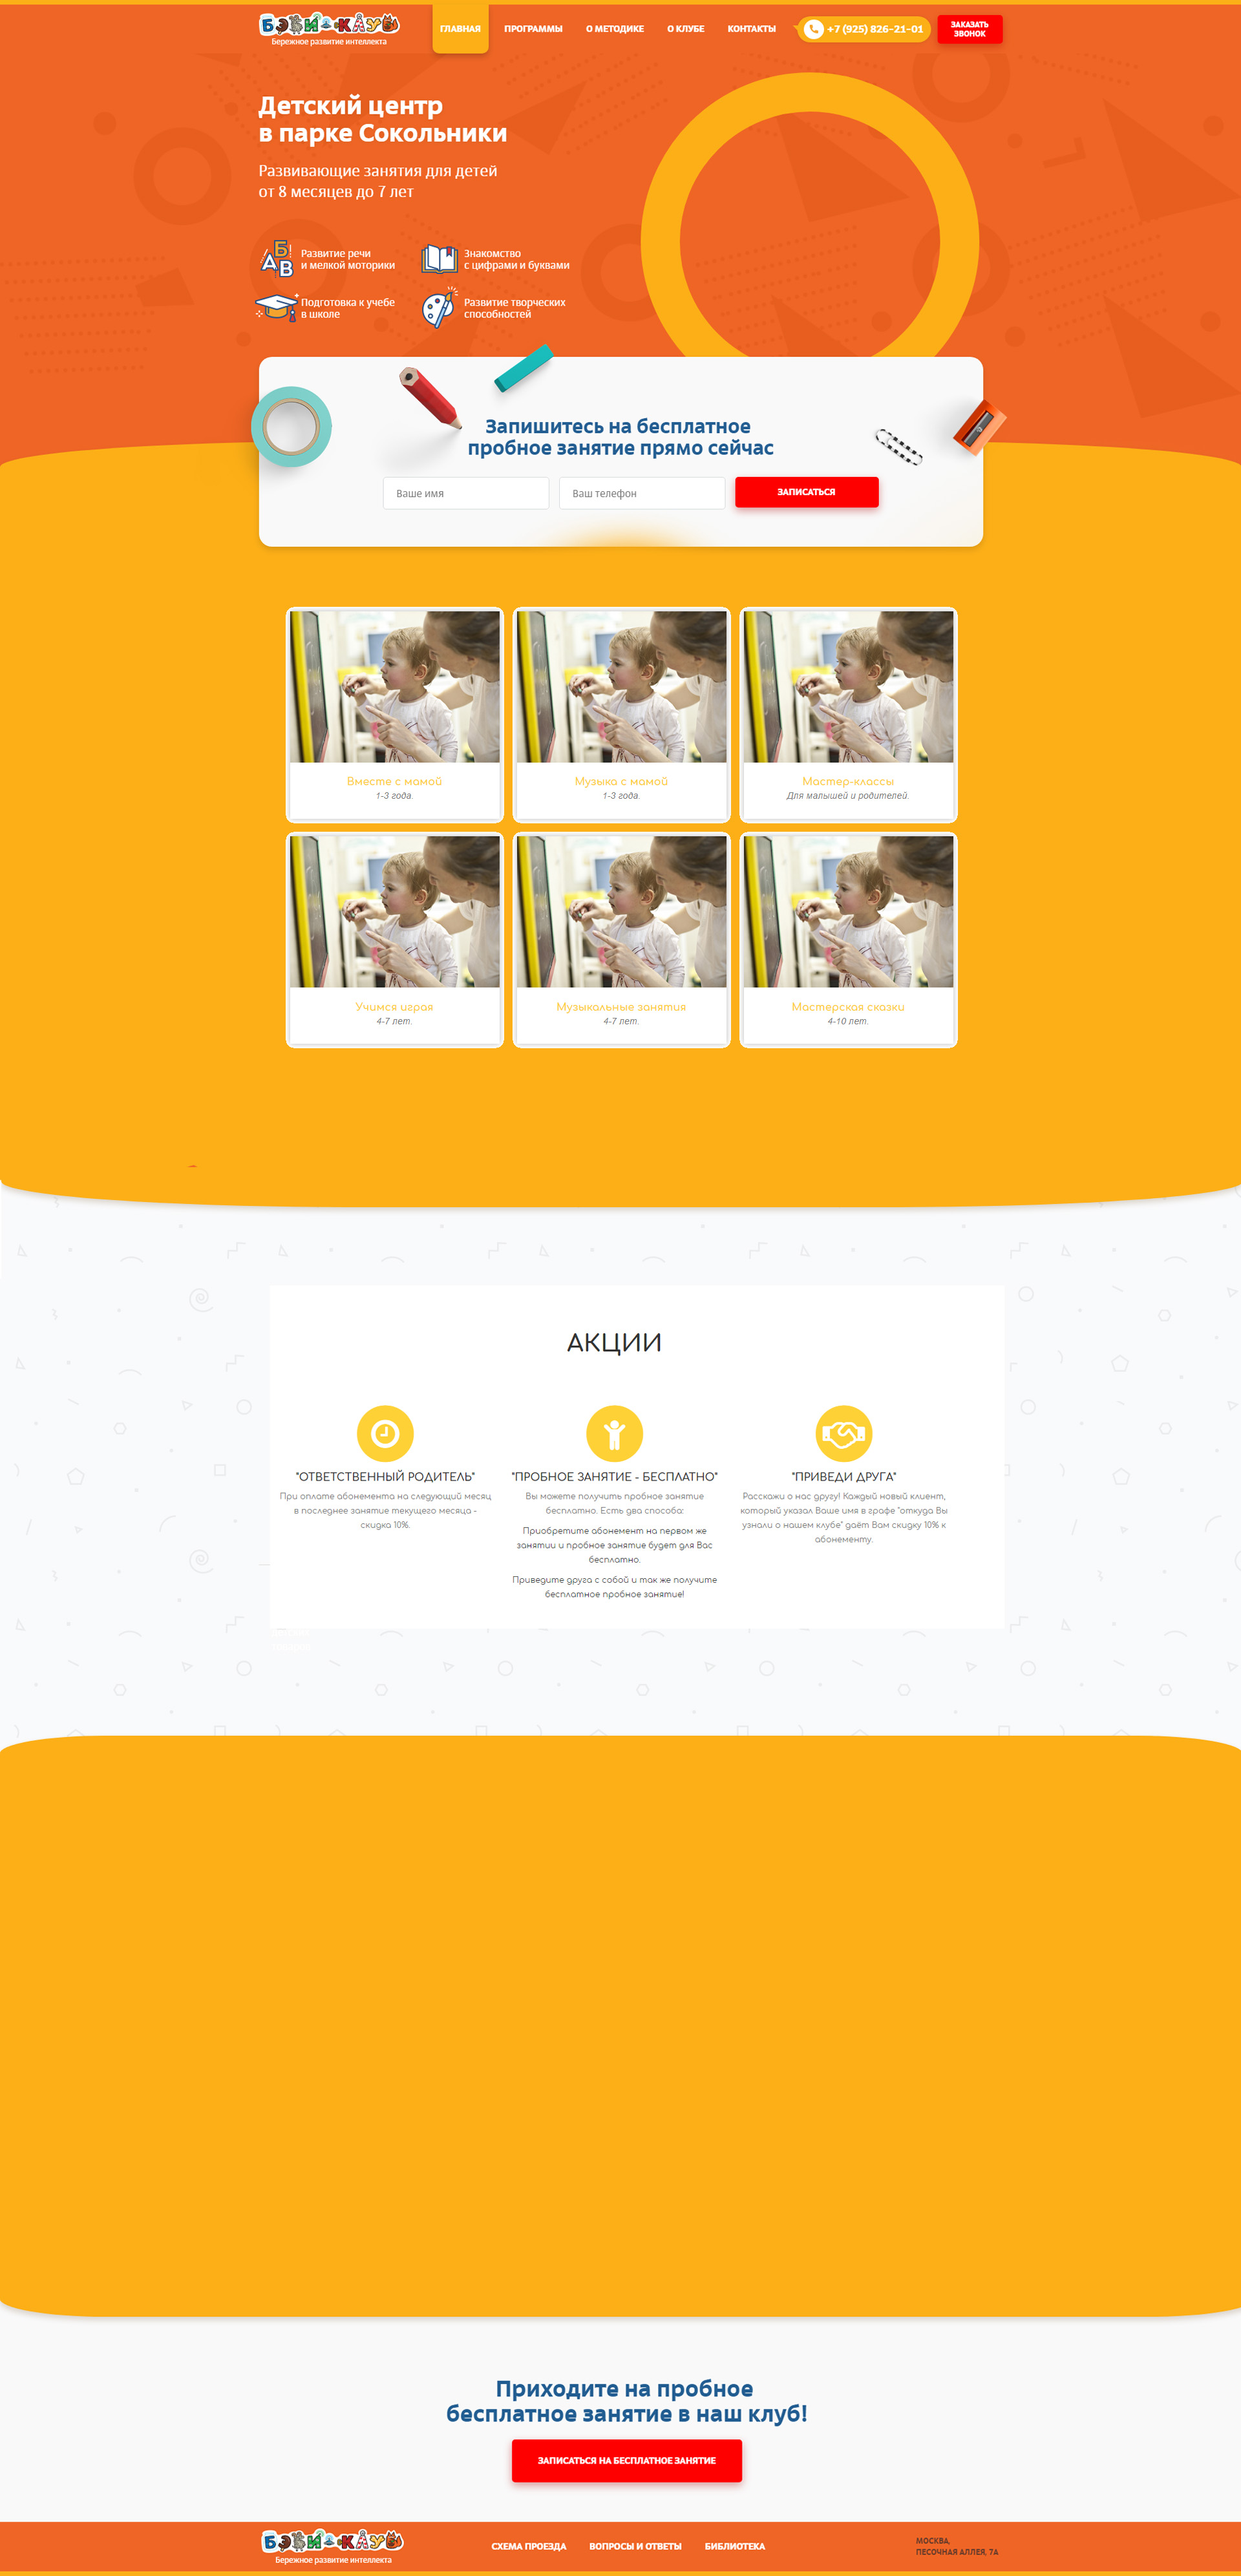 БЭБИ-КЛУБ
Бережное развитие интеллекта
ГЛАВНАЯ
ПРОГРАММЫ
О МЕТОДИКЕ
О КЛУБЕ
КОНТАКТЫ
+7 (925) 826-21-01
ЗАКАЗАТЬ
ЗВОНОК
Детский центр
в парке Сокольники
Развивающие занятия для детей
от 8 месяцев до 7 лет
АБВ
Развитие речи
и мелкой моторики
Знакомство
с цифрами и буквами
Подготовка к учебе
в школе
Развитие творческих
способностей
Запишитесь на бесплатное
пробное занятие прямо сейчас
Ваше имя
Ваш телефон
ЗАПИСАТЬСЯ
Вместе с мамой
1-3 года.
Музыка с мамой
1-3 года.
Мастер-классы
Для малышей и родителей.
Учимся играя
4-7 лет.
Музыкальные занятия
4-7 лет.
Мастерская сказки
4-10 лет.
АКЦИИ
"ОТВЕТСТВЕННЫЙ РОДИТЕЛЬ"
При оплате абонемента на следующий месяц
в последнее занятие текущего месяца -
скидка 10%.
"ПРОБНОЕ ЗАНЯТИЕ - БЕСПЛАТНО"
Вы можете получить пробное занятие
бесплатно. Есть два способа:
Приобретите абонемент на первом же
занятии и пробное занятие будет для Вас
бесплатно.
Приведите друга с собой и так же получите
бесплатное пробное занятие!
"ПРИВЕДИ ДРУГА"
Расскажи о нас другу! Каждый новый клиент,
который указал Ваше имя в графе "откуда Вы
узнали о нашем клубе" даёт Вам скидку 10% к
абонементу.
Приходите на пробное
бесплатное занятие в наш клуб!
ЗАПИСАТЬСЯ НА БЕСПЛАТНОЕ ЗАНЯТИЕ
БЭБИ-КЛУБ
Бережное развитие интеллекта
СХЕМА ПРОЕЗДА
ВОПРОСЫ И ОТВЕТЫ
БИБЛИОТЕКА
МОСКВА,
ПЕСОЧНАЯ АЛЛЕЯ, 7А